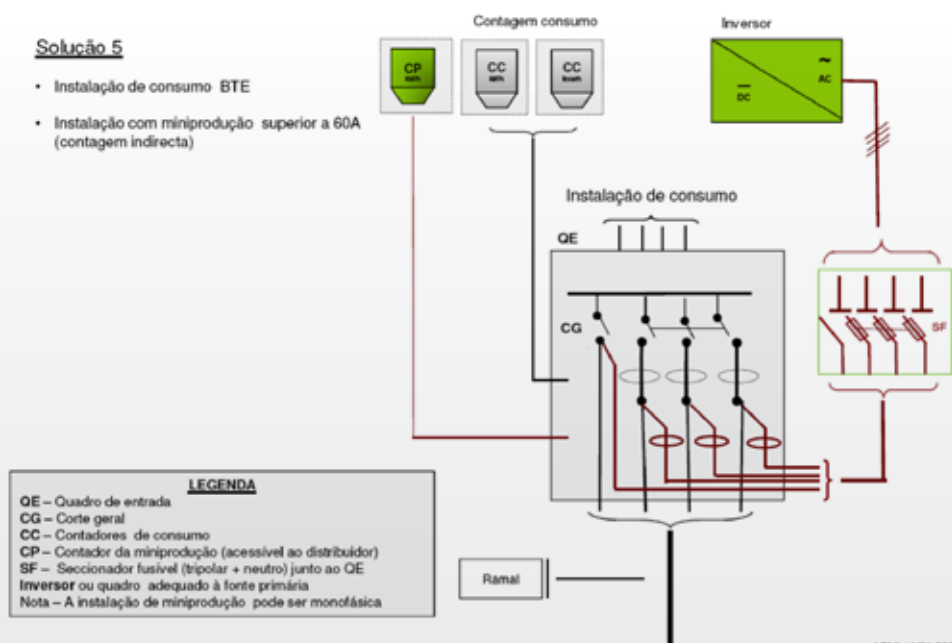 Solução 5
• Instalação de consumo BTE
• Instalação com miniprodução superior a 60A
(contagem indirecta)
Contagem consumo
CP
CC
CC
Inversor
~
AC
DC
Instalação de consumo
QE
CG
SF
LEGENDA
QE – Quadro de entrada
CG – Corte geral
CC – Contadores de consumo
CP – Contador da miniprodução (acessível ao distribuidor)
SF – Seccionador fusível (tripolar + neutro) junto ao QE
Inversor ou quadro adequado à fonte primária
Nota – A instalação de miniprodução pode ser monofásica
Ramal